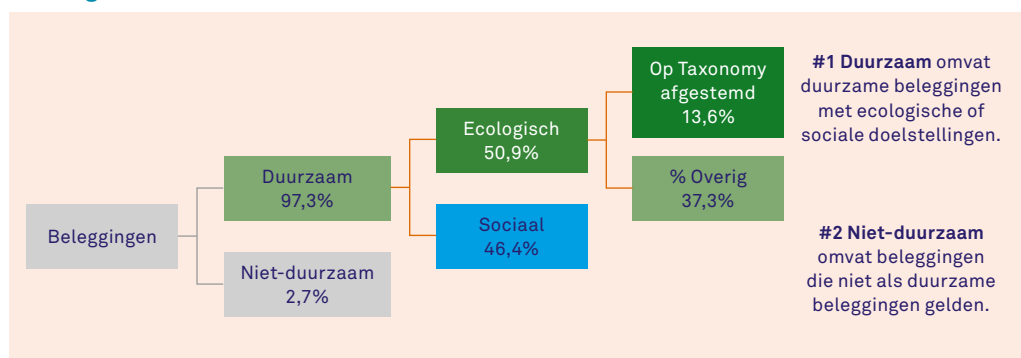 Beleggingen
Duurzaam
97,3%
Niet-duurzaam
2,7%
Ecologisch
50,9%
Sociaal
46,4%
Op Taxonomy
afgestemd
13,6%
% Overig
37,3%
#1 Duurzaam omvat
duurzame beleggingen
met ecologische of
sociale doelstellingen.
#2 Niet-duurzaam
omvat beleggingen
die niet als duurzame
beleggingen gelden.